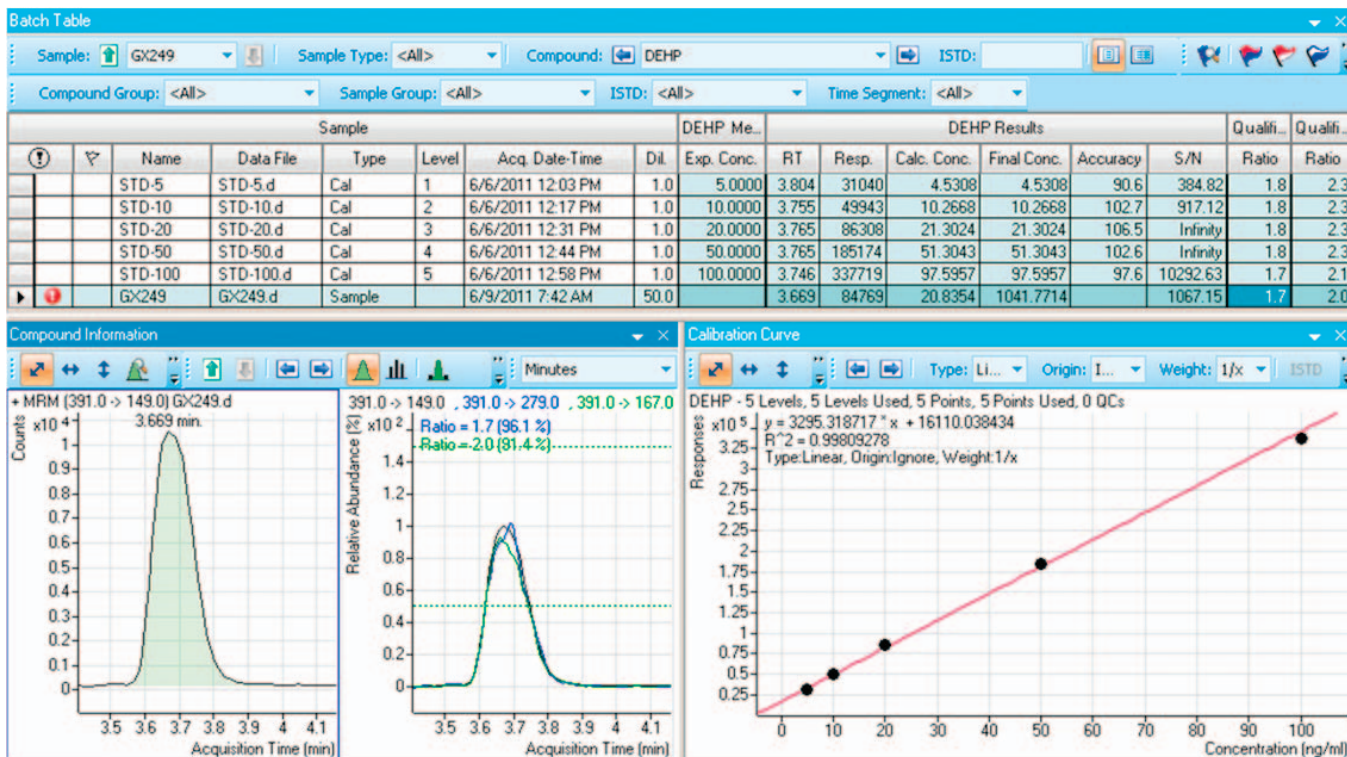 Batch Table
Sample: GX249 Sample Type: <All> Compound: DEHP ISTD:
Compound Group: <All> Sample Group: <All> ISTD: <All> Time Segment: <All>
Sample DEHP Me... DEHP Results Qualifi... Qualifi...
Name Data File Type Level Acq. Date-Time Dil. Exp. Conc. RT Resp. Calc. Conc. Final Conc. Accuracy S/N Ratio Ratio
STD-5 STD-5.d Cal 1 6/6/2011 12:03 PM 1.0 5.0000 3.804 31040 4.5308 4.5308 90.6 384.82 1.8 2.3
STD-10 STD-10.d Cal 2 6/6/2011 12:17 PM 1.0 10.0000 3.755 49943 10.2668 10.2668 102.7 917.12 1.8 2.3
STD-20 STD-20.d Cal 3 6/6/2011 12:31 PM 1.0 20.0000 3.765 86308 21.3024 21.3024 106.5 Infinity 1.8 2.3
STD-50 STD-50.d Cal 4 6/6/2011 12:44 PM 1.0 50.0000 3.765 185174 51.3043 51.3043 102.6 Infinity 1.8 2.3
STD-100 STD-100.d Cal 5 6/6/2011 12:58 PM 1.0 100.0000 3.746 337719 97.5957 97.5957 97.6 10292.63 1.7 2.1
GX249 GX249.d Sample 6/9/2011 7:42 AM 50.0 3.669 84769 20.8354 1041.7714 1067.15 1.7 2.0
Compound Information
Minutes
+ MRM (391.0 -> 149.0) GX249.d
x10^4 3.669 min.
Counts
1
0.9
0.8
0.7
0.6
0.5
0.4
0.3
0.2
0.1
0
3.5 3.6 3.7 3.8 3.9 4 4.1
Acquisition Time (min)
391.0 -> 149.0 , 391.0 -> 279.0 , 391.0 -> 167.0
x10^2 Ratio = 1.7 (96.1 %)
Ratio = 2.0 (81.4 %)
Relative Abundance (%)
1.4
1.2
1
0.8
0.6
0.4
0.2
0
3.5 3.6 3.7 3.8 3.9 4 4.1
Acquisition Time (min)
Calibration Curve
Type: Li... Origin: I... Weight: 1/x ISTD
DEHP - 5 Levels, 5 Levels Used, 5 Points, 5 Points Used, 0 QCs
x10^5 y = 3295.318717 * x + 16110.038434
R^2 = 0.99809278
Type:Linear, Origin:Ignore, Weight:1/x
Responses
3.5
3.25
3
2.75
2.5
2.25
2
1.75
1.5
1.25
1
0.75
0.5
0.25
0 10 20 30 40 50 60 70 80 90 100
Concentration (ng/ml)